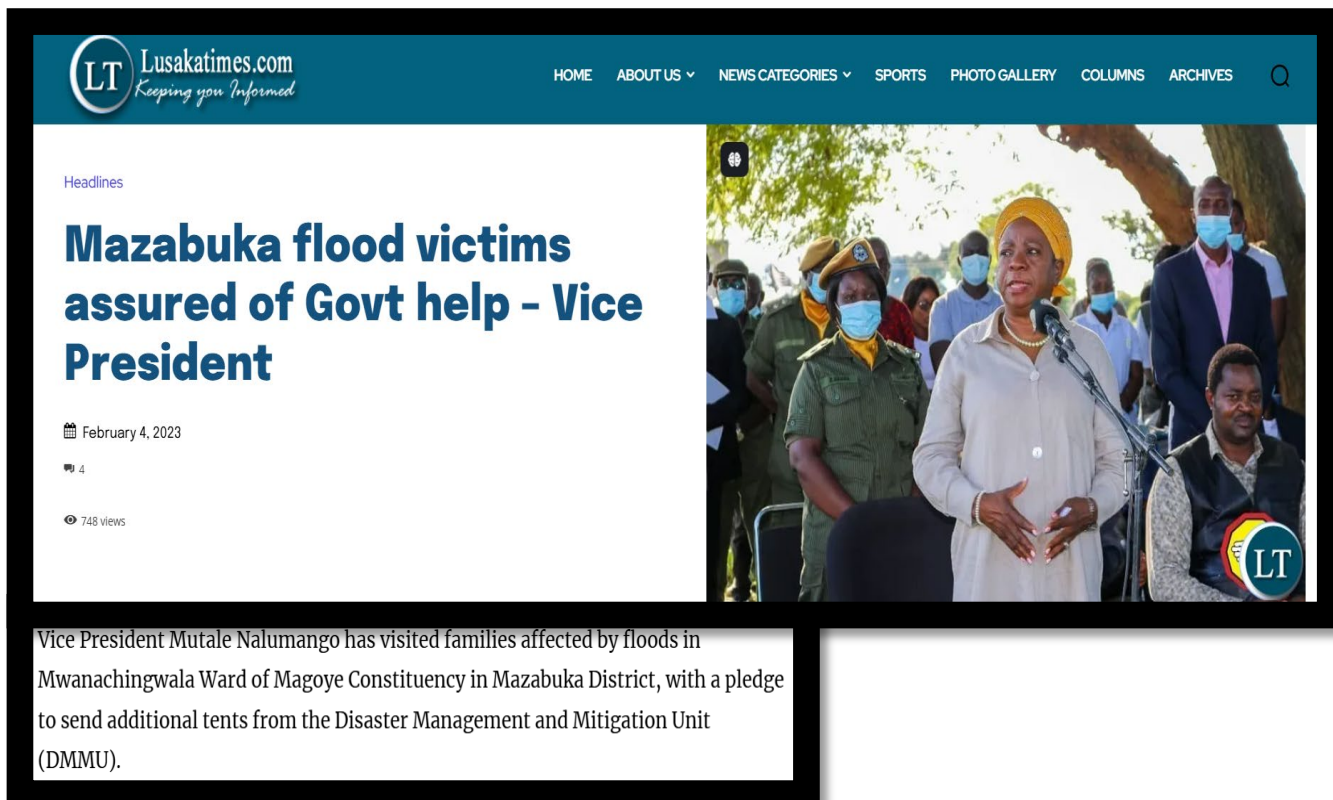 LT
Lusakatimes.com
Keeping you Informed
HOME ABOUT US NEWS CATEGORIES SPORTS PHOTO GALLERY COLUMNS ARCHIVES
Headlines
Mazabuka flood victims
assured of Govt help – Vice
President
February 4, 2023
4
748 views
LT
Vice President Mutale Nalumango has visited families affected by floods in
Mwanachingwala Ward of Magoye Constituency in Mazabuka District, with a pledge
to send additional tents from the Disaster Management and Mitigation Unit
(DMMU).